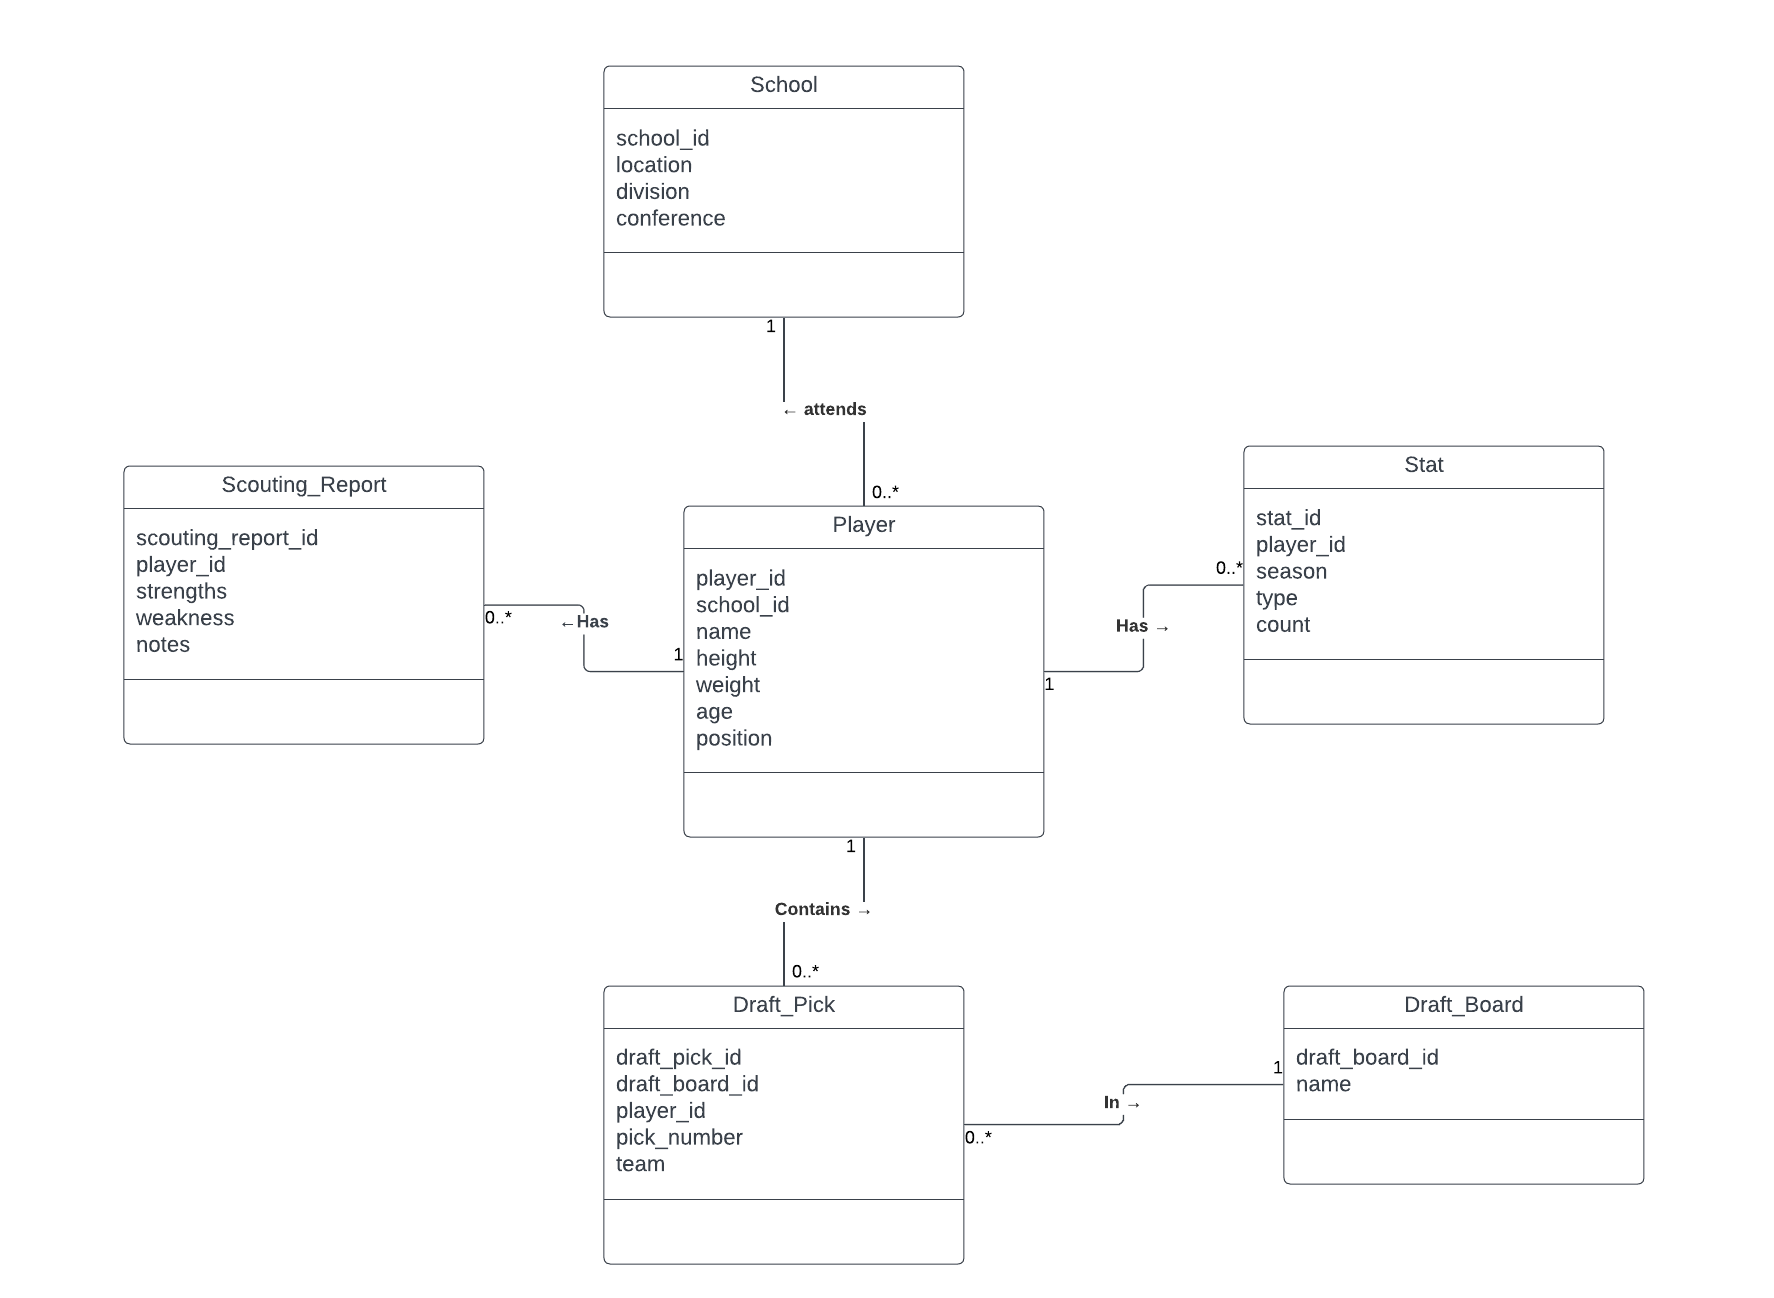 School
school_id
location
division
conference
1
← attends
0..*
Scouting_Report
scouting_report_id
player_id
strengths
weakness
notes
0..*
←Has
1
Player
player_id
school_id
name
height
weight
age
position
1
Has →
0..*
Stat
stat_id
player_id
season
type
count
1
Contains →
0..*
Draft_Pick
draft_pick_id
draft_board_id
player_id
pick_number
team
0..*
In →
1
Draft_Board
draft_board_id
name